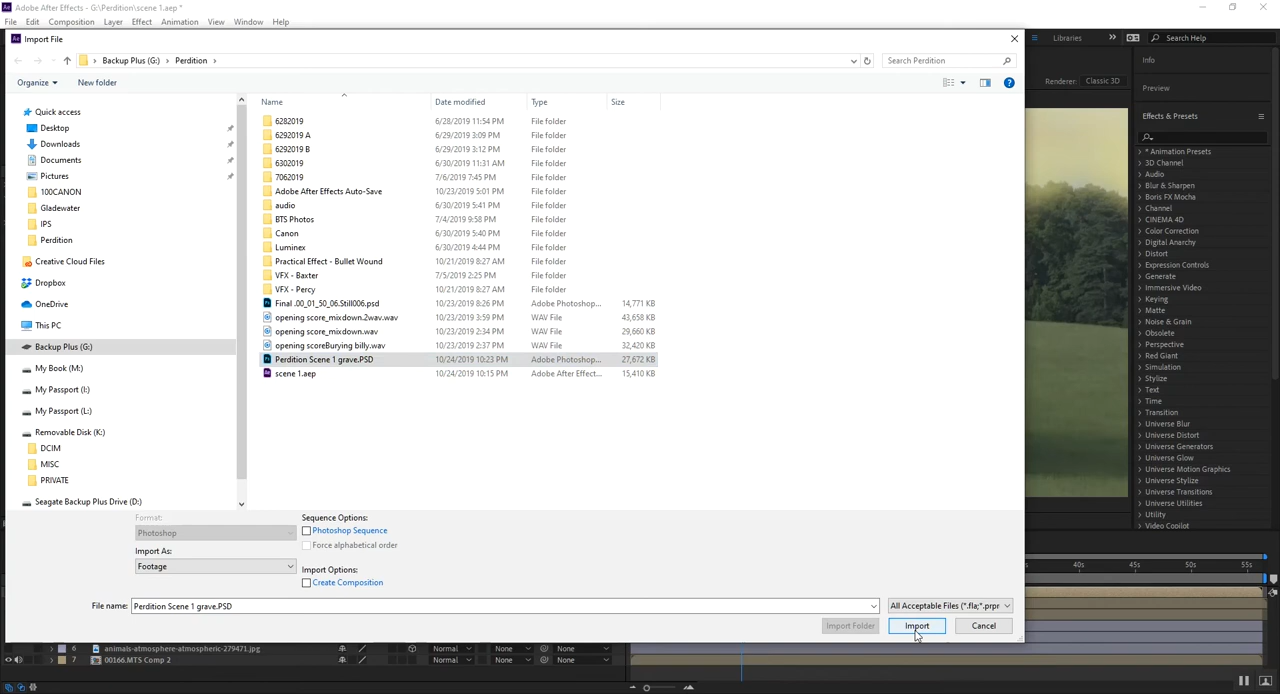 Adobe After Effects - G:\Perdition\scene 1.aep *
File Edit Composition Layer Effect Animation View Window Help
Import File
Backup Plus (G:) › Perdition ›
Search Perdition
Organize
New folder
Quick access
Desktop
Downloads
Documents
Pictures
100CANON
Gladewater
IPS
Perdition
Creative Cloud Files
Dropbox
OneDrive
This PC
Backup Plus (G:)
My Book (M:)
My Passport (I:)
My Passport (L:)
Removable Disk (K:)
DCIM
MISC
PRIVATE
Seagate Backup Plus Drive (D:)
Name Date modified Type Size
6282019 6/28/2019 11:54 PM File folder
6292019 A 6/29/2019 3:09 PM File folder
6292019 B 6/29/2019 3:12 PM File folder
6302019 6/30/2019 11:31 AM File folder
7062019 7/6/2019 7:45 PM File folder
Adobe After Effects Auto-Save 10/23/2019 5:01 PM File folder
audio 6/30/2019 5:41 PM File folder
BTS Photos 7/4/2019 9:58 PM File folder
Canon 6/30/2019 5:40 PM File folder
Luminex 6/30/2019 4:44 PM File folder
Practical Effect - Bullet Wound 10/21/2019 8:27 AM File folder
VFX - Baxter 7/5/2019 2:25 PM File folder
VFX - Percy 10/21/2019 8:27 AM File folder
Final .00_01_50_06.Still006.psd 10/23/2019 8:26 PM Adobe Photoshop... 14,771 KB
opening score_mixdown.2wav.wav 10/23/2019 3:59 PM WAV File 43,658 KB
opening score_mixdown.wav 10/23/2019 2:34 PM WAV File 29,660 KB
opening scoreBurying billy.wav 10/23/2019 2:37 PM WAV File 32,420 KB
Perdition Scene 1 grave.PSD 10/24/2019 10:23 PM Adobe Photoshop... 27,672 KB
scene 1.aep 10/24/2019 10:15 PM Adobe After Effect... 15,410 KB
Format:
Photoshop
Import As:
Footage
Sequence Options:
Photoshop Sequence
Force alphabetical order
Import Options:
Create Composition
File name: Perdition Scene 1 grave.PSD
All Acceptable Files (*.fla;*.prpr
Import Folder Import Cancel
Libraries
Search Help
Renderer: Classic 3D
Info
Preview
Effects & Presets
* Animation Presets
3D Channel
Audio
Blur & Sharpen
Boris FX Mocha
Channel
CINEMA 4D
Color Correction
Digital Anarchy
Distort
Expression Controls
Generate
Immersive Video
Keying
Matte
Noise & Grain
Obsolete
Perspective
Red Giant
Simulation
Stylize
Text
Time
Transition
Universe Blur
Universe Distort
Universe Generators
Universe Glow
Universe Motion Graphics
Universe Stylize
Universe Transitions
Universe Utilities
Utility
Video Copilot
40s 45s 50s 55s
6 animals-atmosphere-atmospheric-279471.jpg Normal None None
7 00166.MTS Comp 2 Normal None None